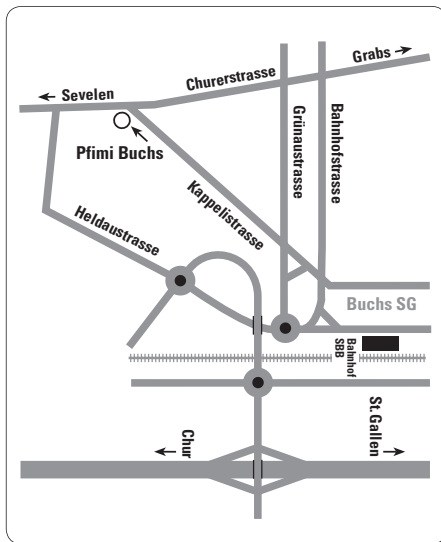 Grabs
Churerstrasse
Sevelen
Pfimi Buchs
Grünaustrasse
Bahnhofstrasse
Kappelistrasse
Heldaustrasse
Buchs SG
Bahnhof
SBB
Chur
St.Gallen